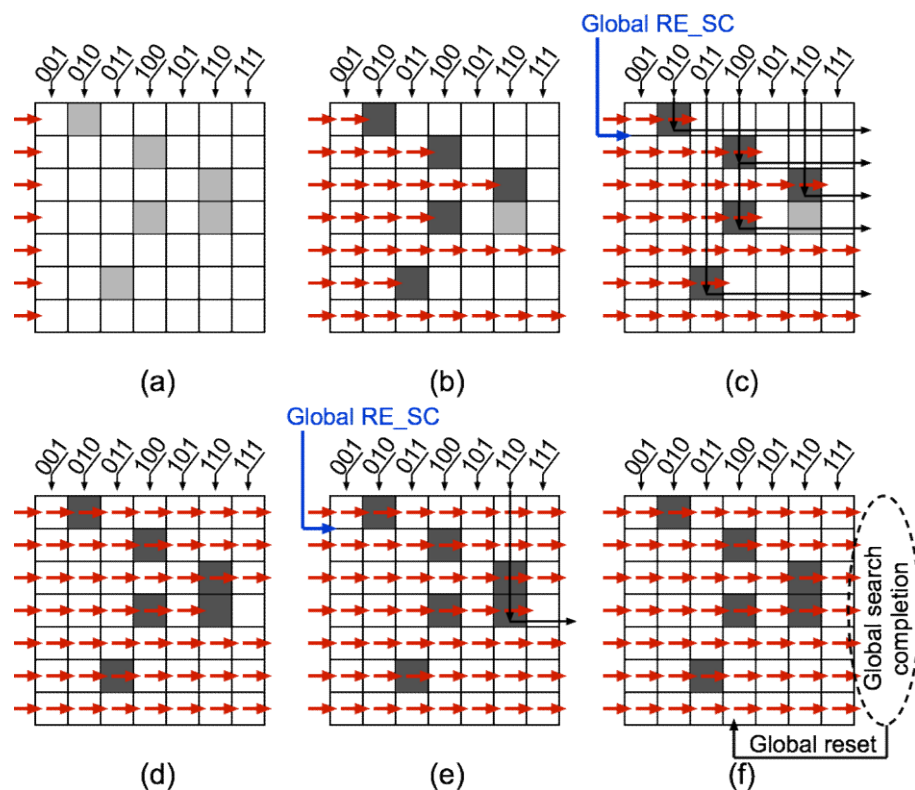 Global RE_SC
001 010 011 100 101 110 111
001 010 011 100 101 110 111
001 010 011 100 101 110 111
(a)
(b)
(c)
Global RE_SC
001 010 011 100 101 110 111
001 010 011 100 101 110 111
001 010 011 100 101 110 111
Global search
completion
Global reset
(d)
(e)
(f)